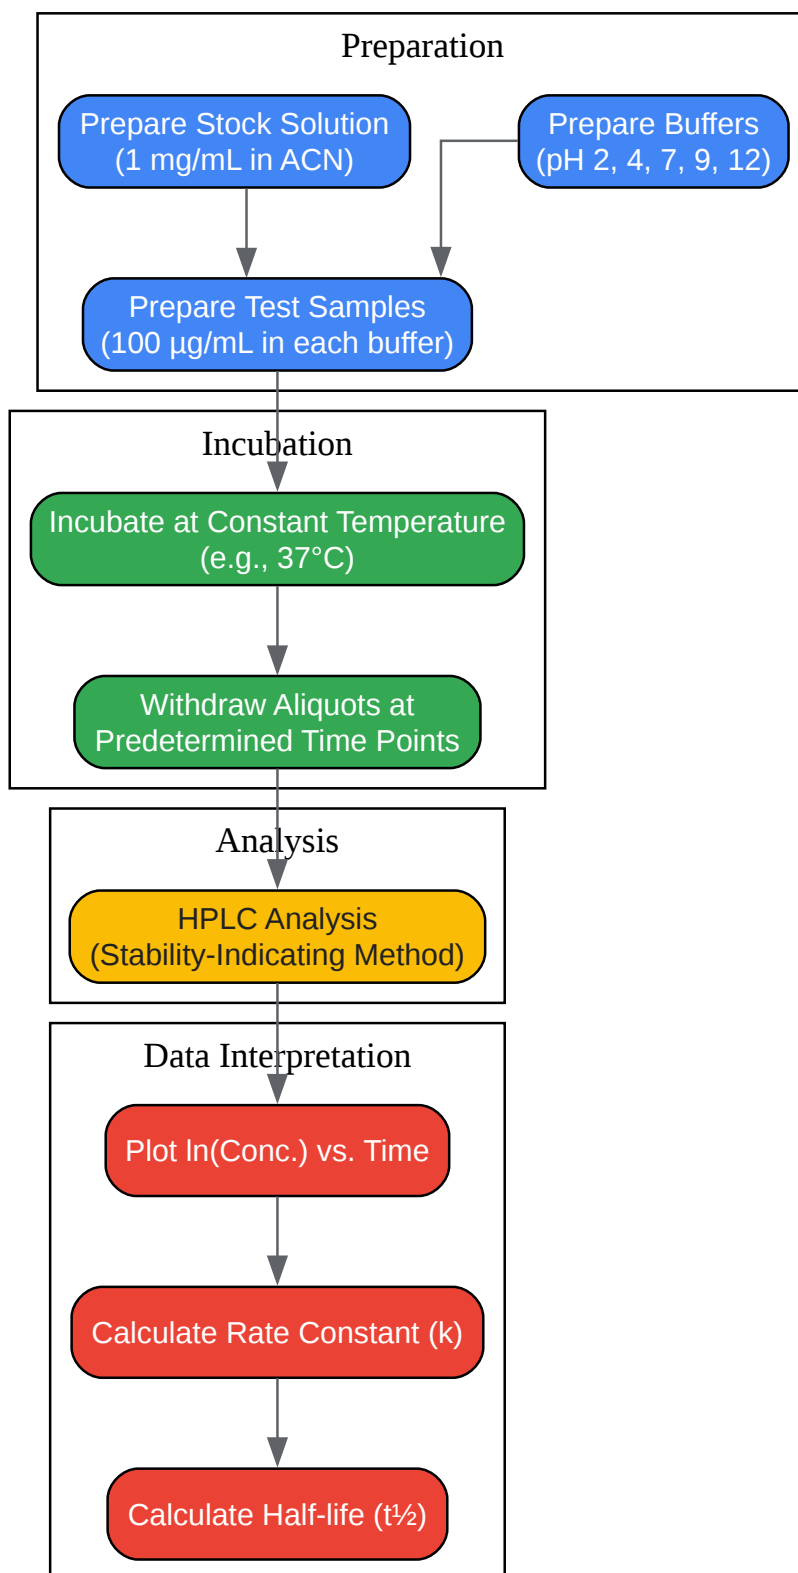 Preparation
Prepare Stock Solution
(1 mg/mL in ACN)
Prepare Buffers
(pH 2, 4, 7, 9, 12)
Prepare Test Samples
(100 µg/mL in each buffer)
Incubation
Incubate at Constant Temperature
(e.g., 37°C)
Withdraw Aliquots at
Predetermined Time Points
Analysis
HPLC Analysis
(Stability-Indicating Method)
Data Interpretation
Plot ln(Conc.) vs. Time
Calculate Rate Constant (k)
Calculate Half-life (t½)